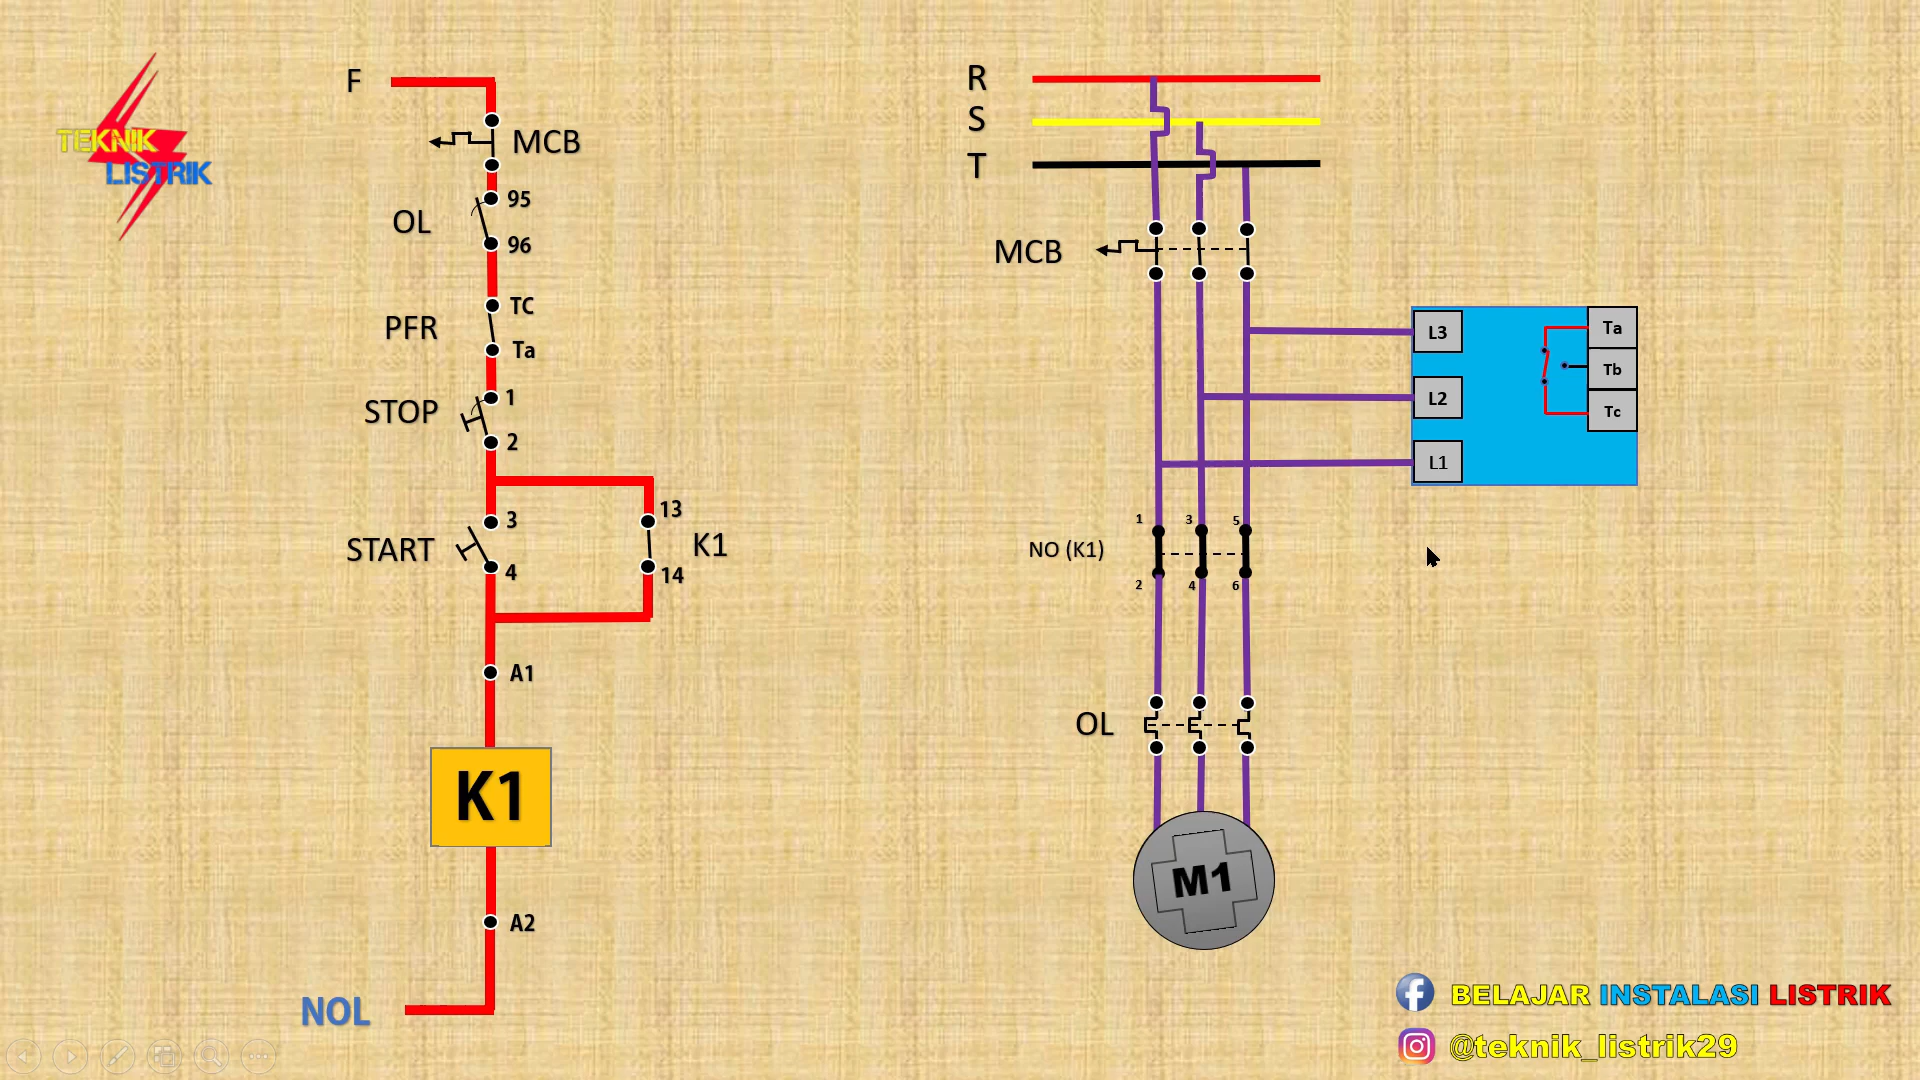 TEKNIK
LISTRIK
F
MCB
OL
95
96
PFR
TC
Ta
STOP
1
2
START
3
4
13
K1
14
A1
K1
A2
NOL
R
S
T
MCB
L3
L2
L1
Ta
Tb
Tc
NO (K1)
1
3
5
2
4
6
OL
M1
BELAJAR INSTALASI LISTRIK
@teknik_listrik29